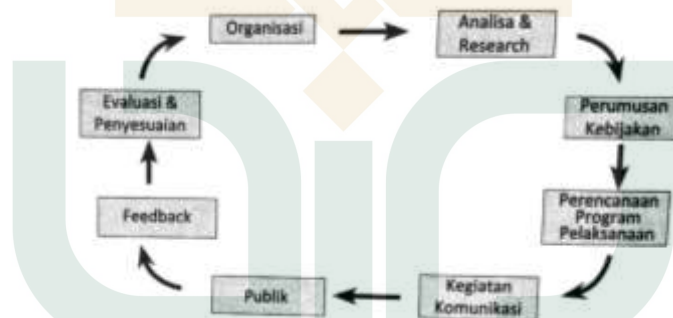 Organisasi
Analisa &
Research
Perumusan
Kebijakan
Perencanaan
Program
Pelaksanaan
Kegiatan
Komunikasi
Publik
Feedback
Evaluasi &
Penyesuaian